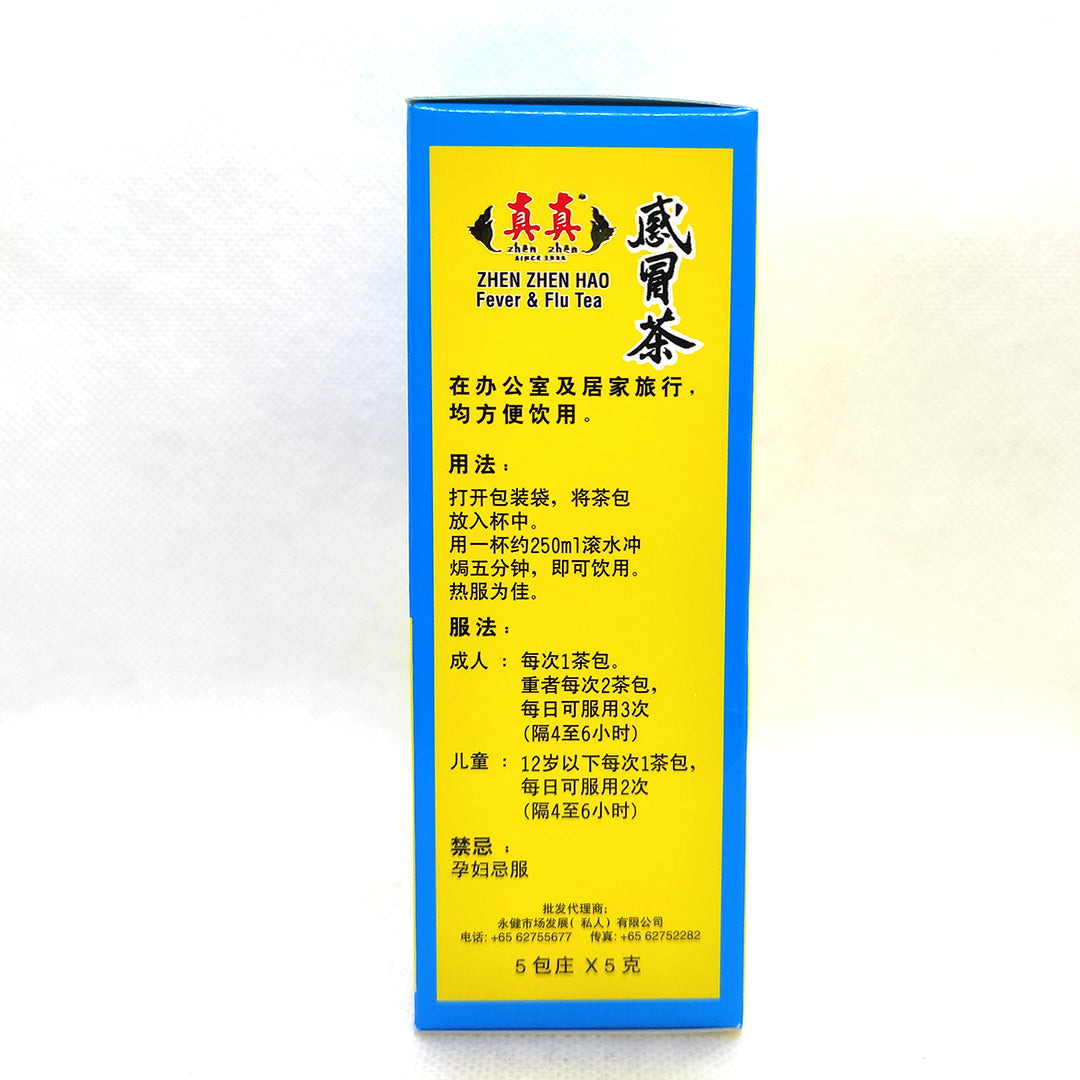 真真
zhen zhen
ZHEN ZHEN HAO
Fever & Flu Tea
感冒茶
在办公室及居家旅行，
均方便饮用。
用法：
打开包装袋，将茶包
放入杯中。
用一杯约250ml滚水冲
焗五分钟，即可饮用。
热服为佳。
服法：
成人 ： 每次1茶包。
重者每次2茶包，
每日可服用3次
(隔4至6小时)
儿童 ： 12岁以下每次1茶包，
每日可服用2次
(隔4至6小时)
禁忌：
孕妇忌服
批发代理商:
永健市场发展(私人)有限公司
电话: +65 62755677 传真: +65 62752282
5包庄 X 5克